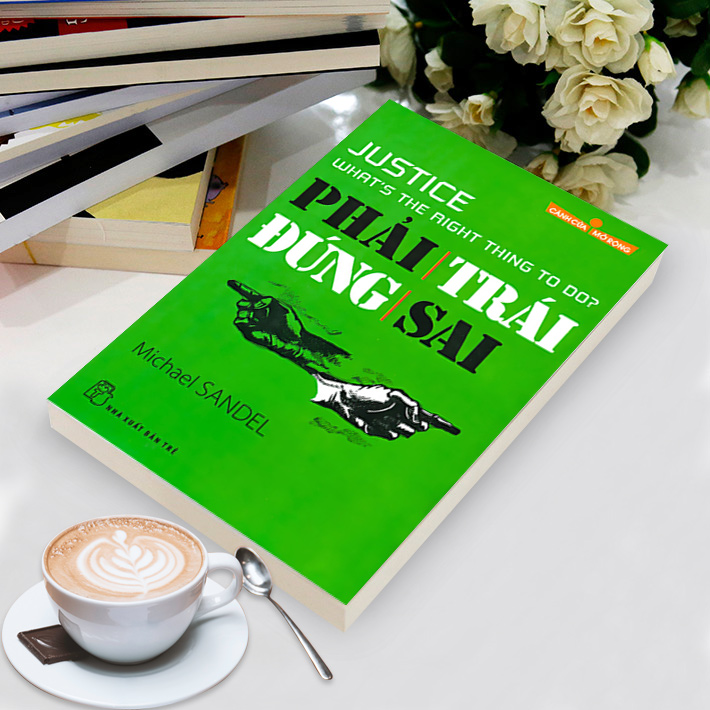 JUSTICE
WHAT'S THE RIGHT THING TO DO?
CÁNH CỬA MỞ RỘNG
PHẢI | TRÁI
ĐÚNG | SAI
Michael SANDEL
NHÀ XUẤT BẢN TRẺ